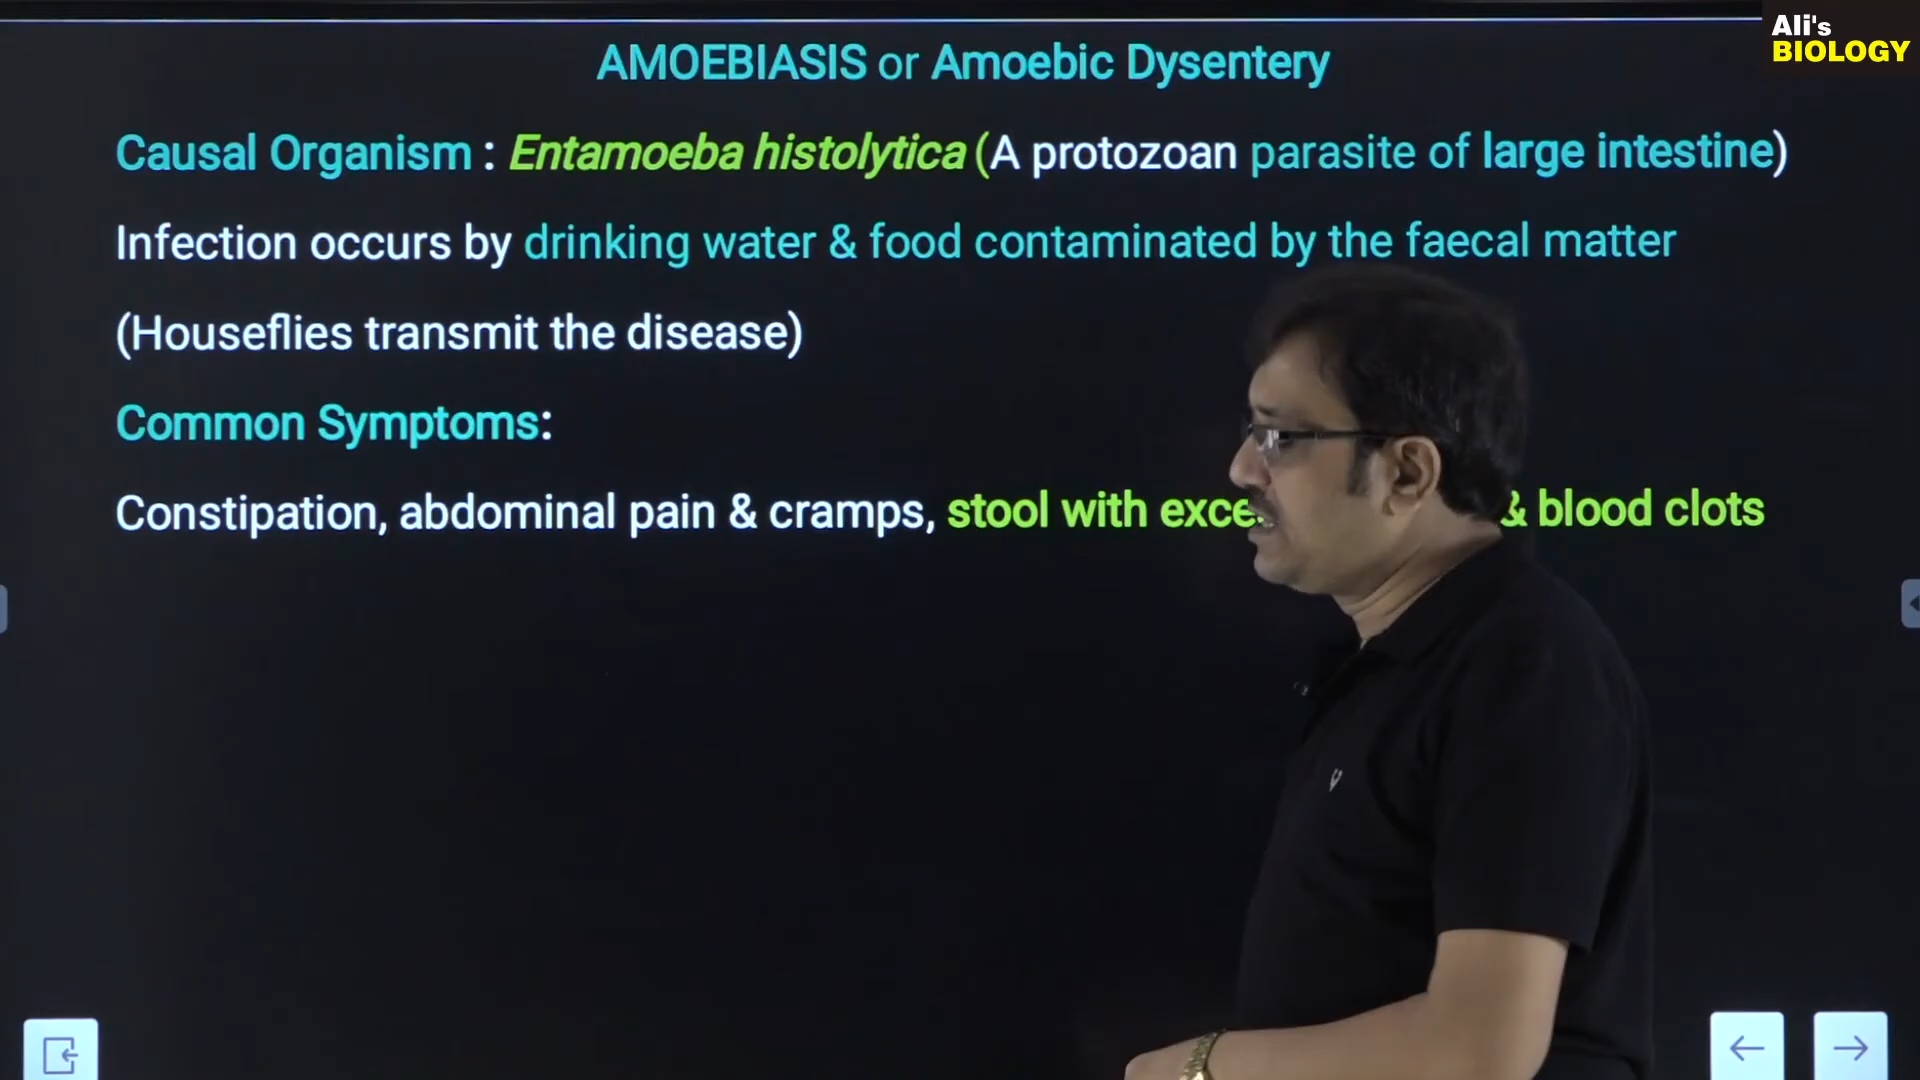 Ali's
BIOLOGY
AMOEBIASIS or Amoebic Dysentery
Causal Organism : Entamoeba histolytica (A protozoan parasite of large intestine)
Infection occurs by drinking water & food contaminated by the faecal matter
(Houseflies transmit the disease)
Common Symptoms:
Constipation, abdominal pain & cramps, stool with & blood clots